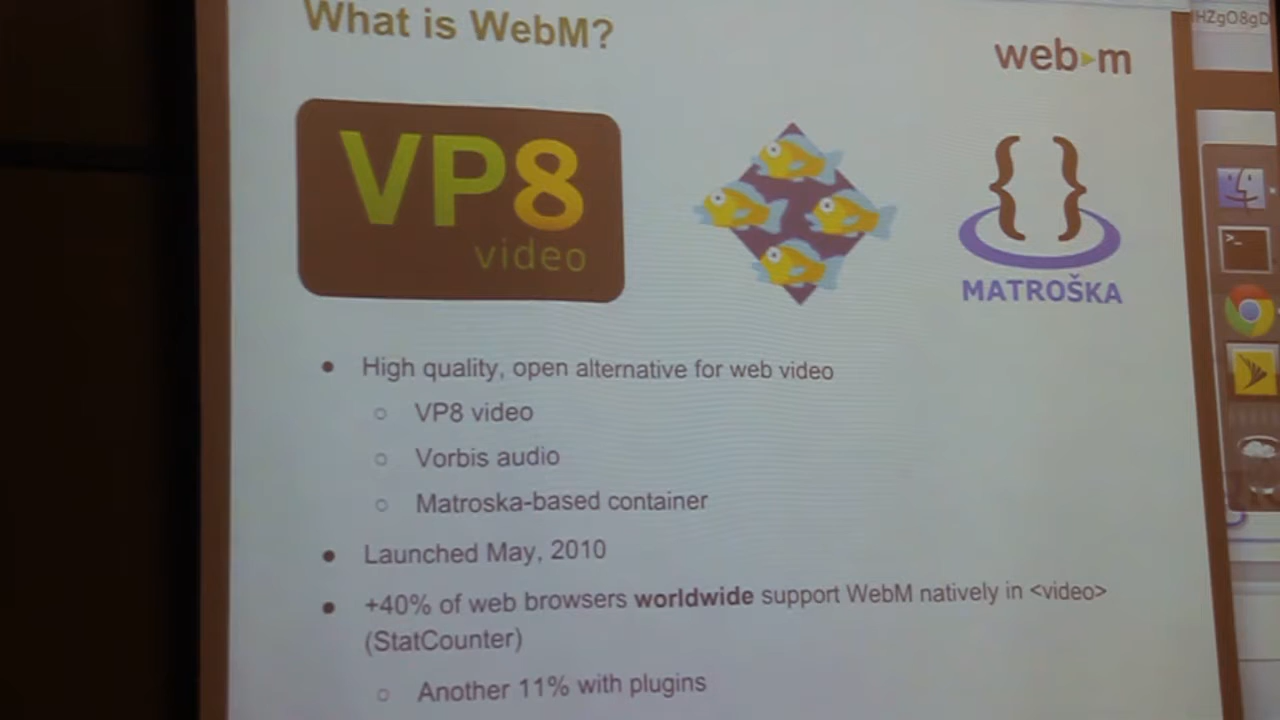 What is WebM?
web m
HZgO8gD
VP8
video
{ }
MATROŠKA
• High quality, open alternative for web video
○ VP8 video
○ Vorbis audio
○ Matroska-based container
• Launched May, 2010
• +40% of web browsers worldwide support WebM natively in <video>
(StatCounter)
○ Another 11% with plugins
>_